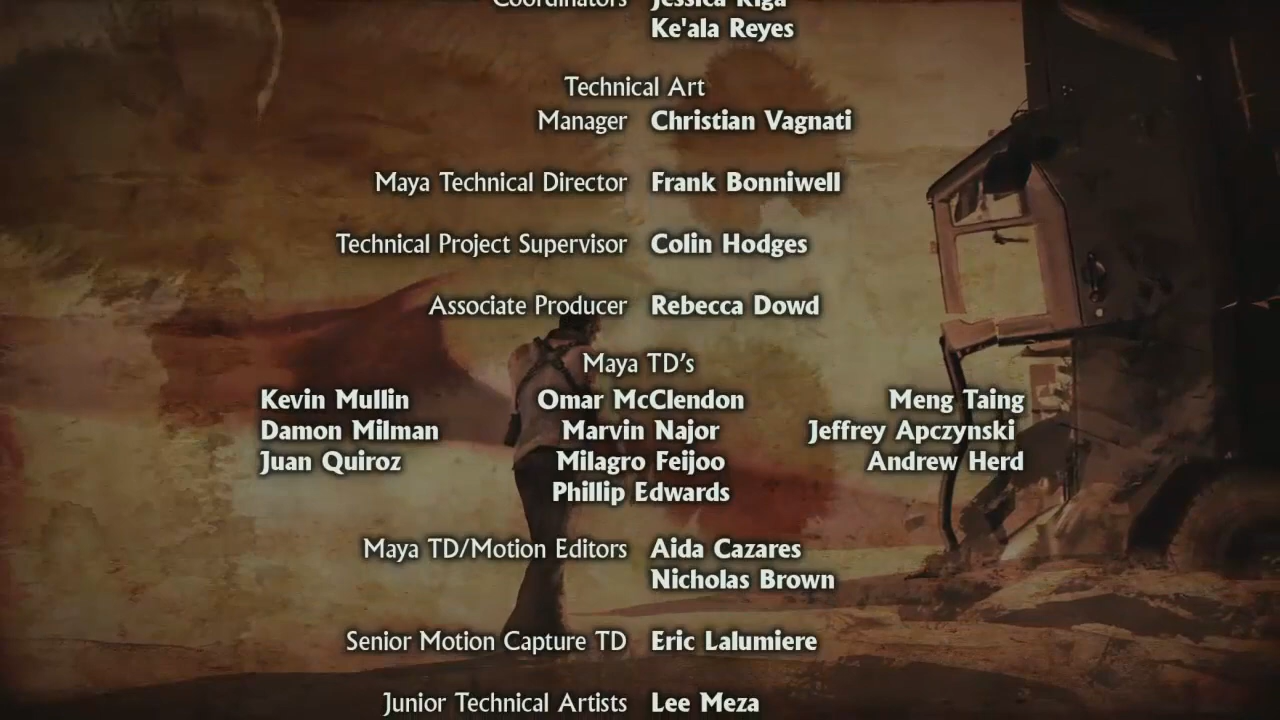 Coordinators Jessica Riga
Ke'ala Reyes
Technical Art
Manager Christian Vagnati
Maya Technical Director Frank Bonniwell
Technical Project Supervisor Colin Hodges
Associate Producer Rebecca Dowd
Maya TD's
Kevin Mullin Omar McClendon Meng Taing
Damon Milman Marvin Najor Jeffrey Apczynski
Juan Quiroz Milagro Feijoo Andrew Herd
Phillip Edwards
Maya TD/Motion Editors Aida Cazares
Nicholas Brown
Senior Motion Capture TD Eric Lalumiere
Junior Technical Artists Lee Meza